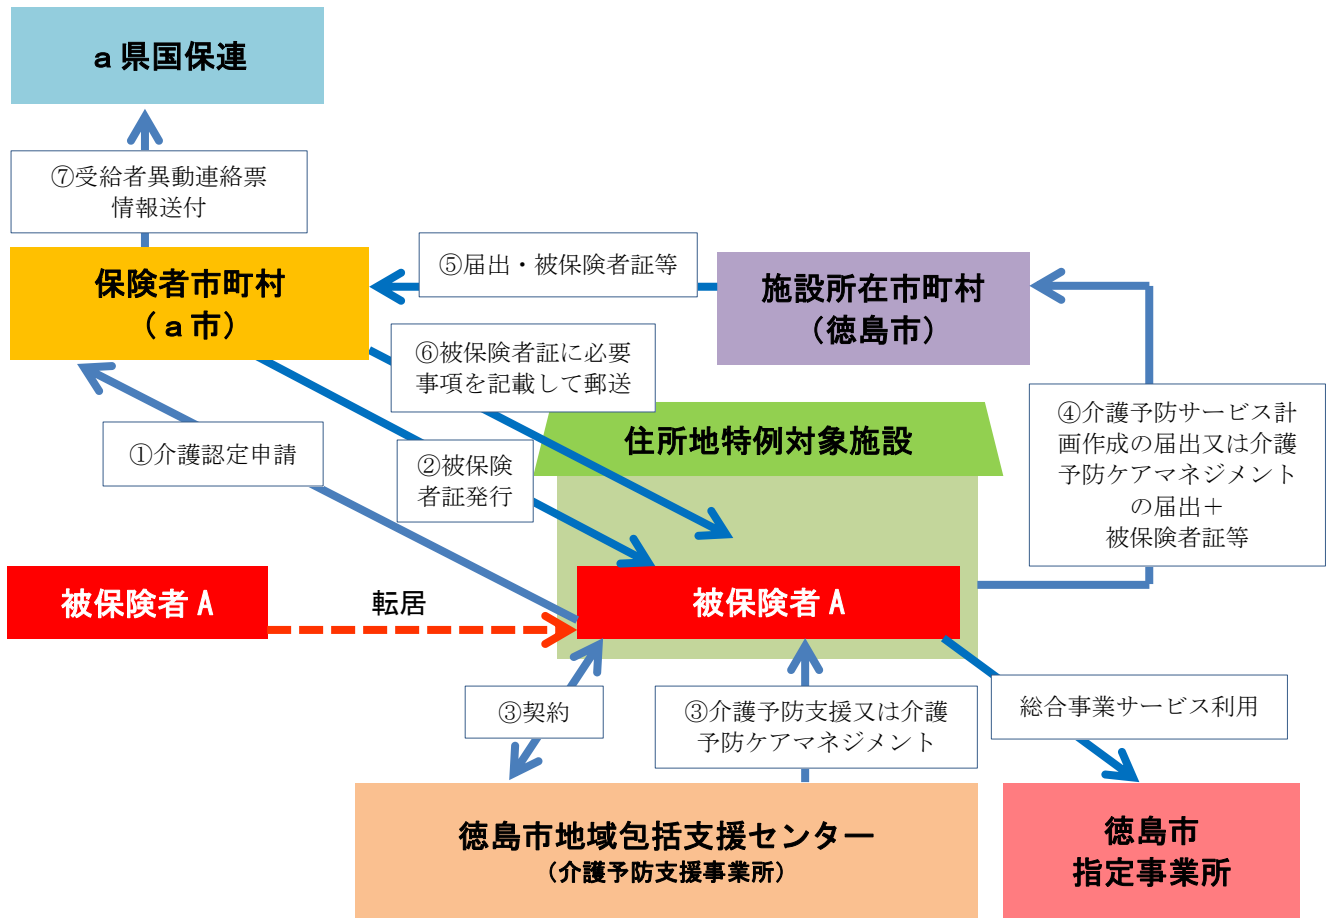 a県国保連
⑦受給者異動連絡票
情報送付
保険者市町村
（a市）
⑤届出・被保険者証等
施設所在市町村
（徳島市）
⑥被保険者証に必要
事項を記載して郵送
①介護認定申請
②被保険
者証発行
住所地特例対象施設
④介護予防サービス計
画作成の届出又は介護
予防ケアマネジメント
の届出＋
被保険者証等
被保険者A
転居
被保険者A
③契約
③介護予防支援又は介護
予防ケアマネジメント
総合事業サービス利用
徳島市地域包括支援センター
（介護予防支援事業所）
徳島市
指定事業所